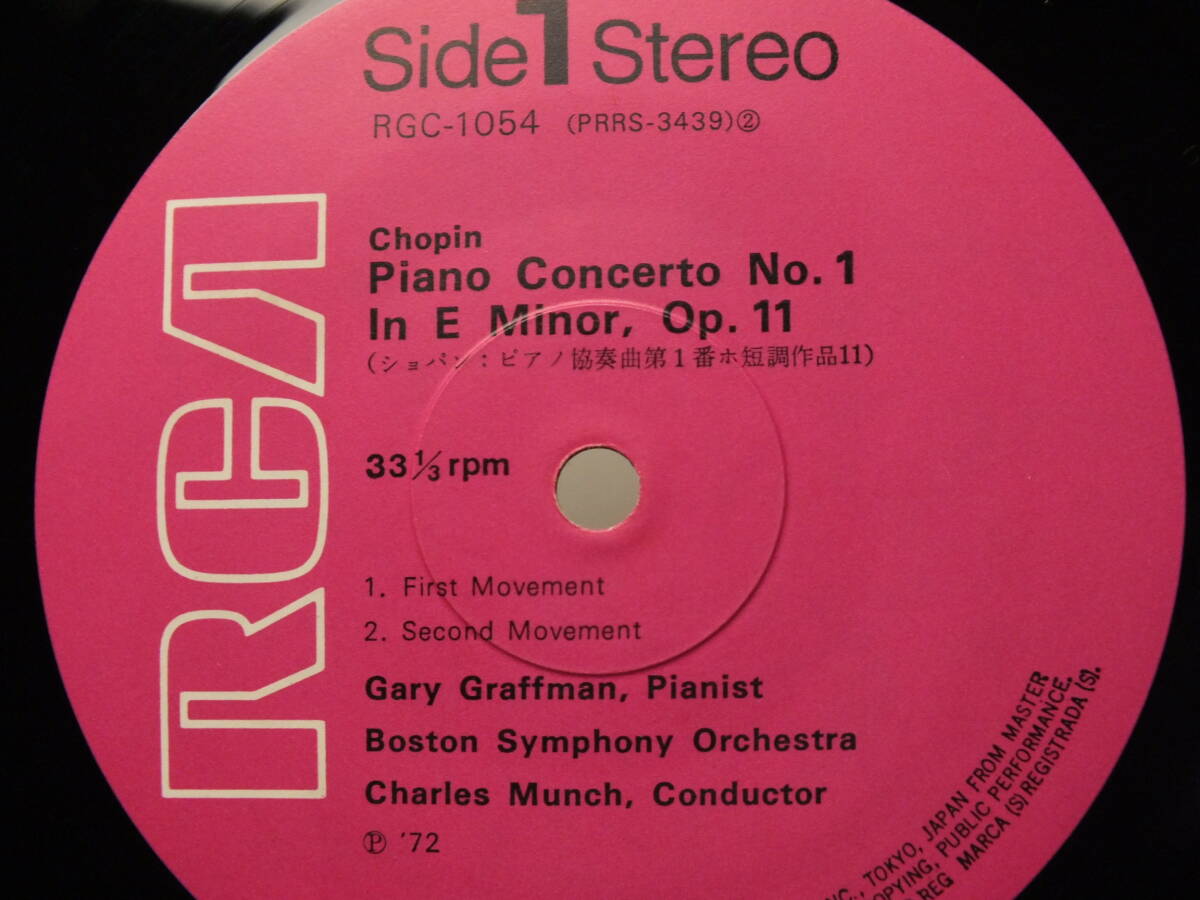 Side 1 Stereo
RGC-1054 (PRRS-3439)②
RCA
Chopin
Piano Concerto No. 1
In E Minor, Op. 11
(ショパン：ピアノ協奏曲第1番ホ短調作品11)
33 1/3 rpm
1. First Movement
2. Second Movement
Gary Graffman, Pianist
Boston Symphony Orchestra
Charles Munch, Conductor
Ⓟ '72
INC., TOKYO, JAPAN FROM MASTER
COPYING, PUBLIC PERFORMANCE.
REG MARCA (S) REGISTRADA (S).